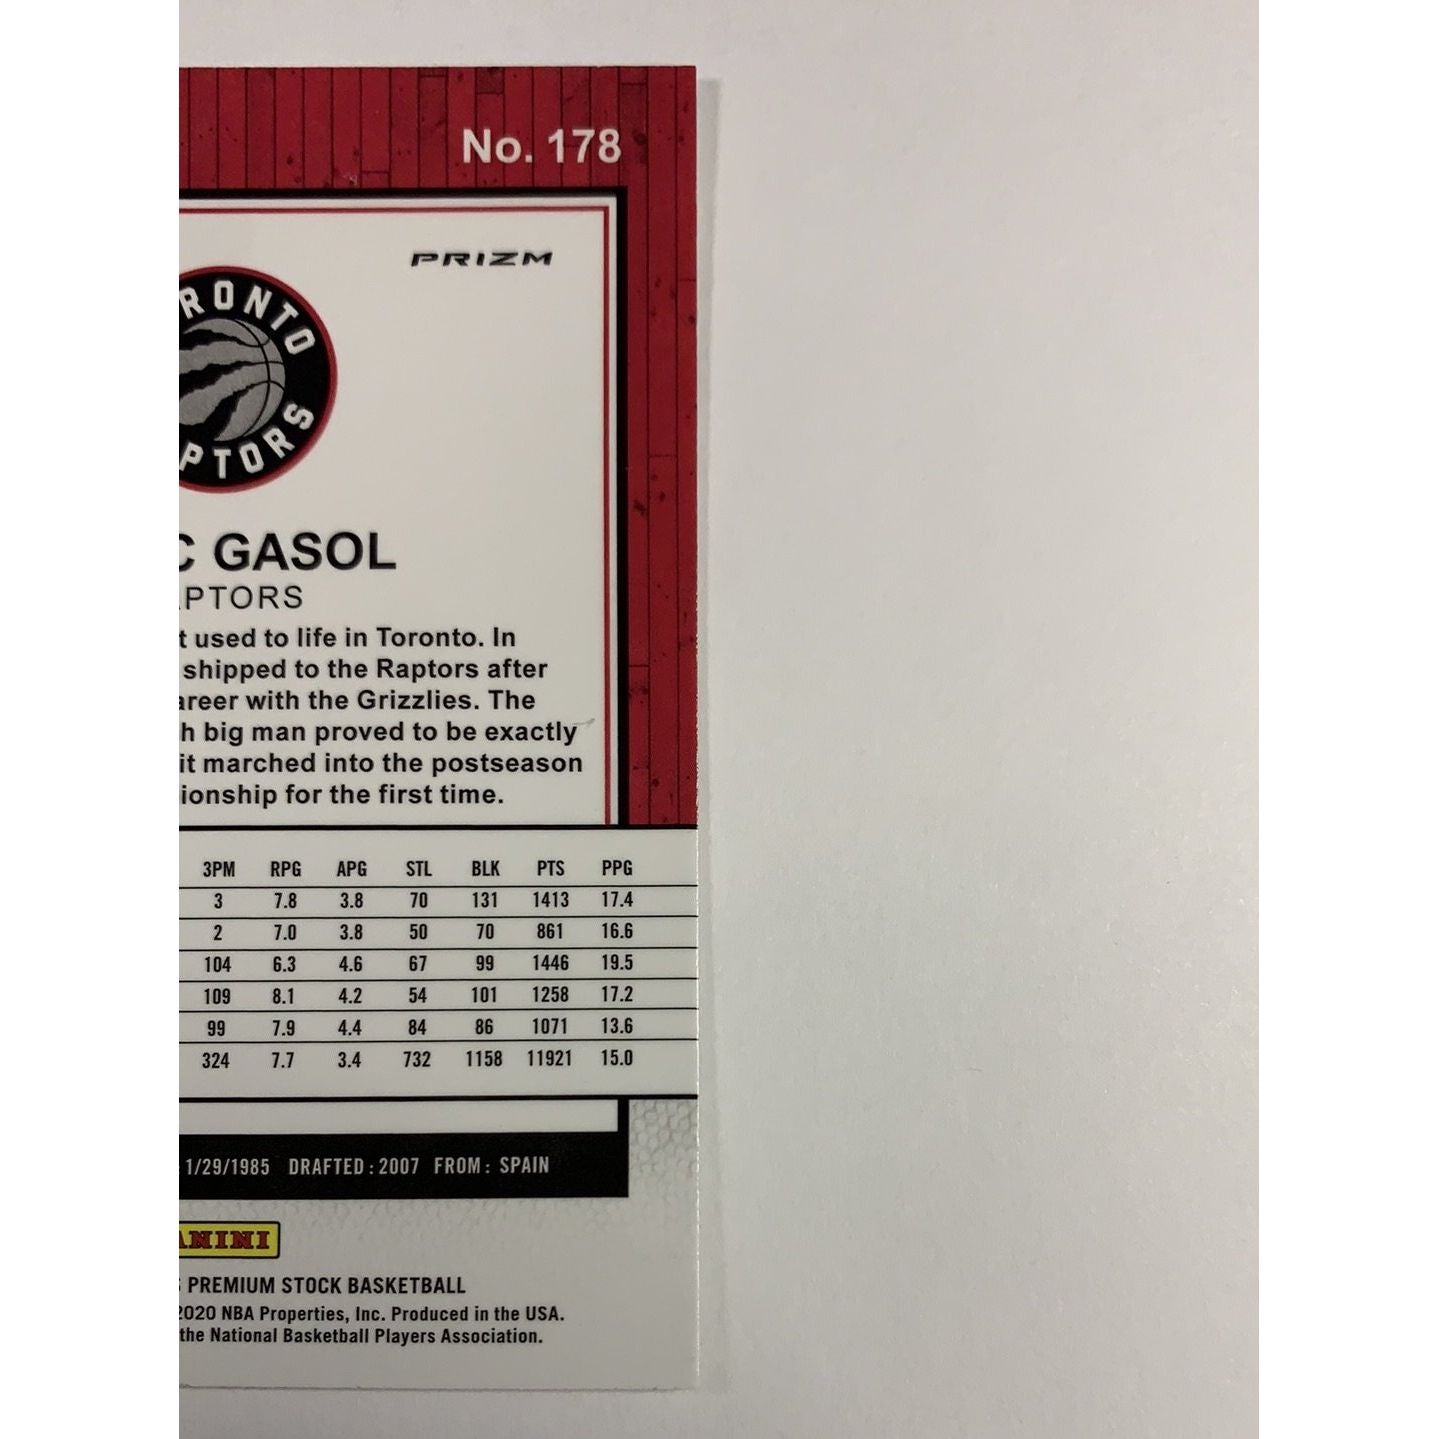 No. 178
PRIZM
RONTO
PTORS
C GASOL
APTORS
t used to life in Toronto. In
shipped to the Raptors after
areer with the Grizzlies. The
h big man proved to be exactly
it marched into the postseason
ionship for the first time.
3PM RPG APG STL BLK PTS PPG
3 7.8 3.8 70 131 1413 17.4
2 7.0 3.8 50 70 861 16.6
104 6.3 4.6 67 99 1446 19.5
109 8.1 4.2 54 101 1258 17.2
99 7.9 4.4 84 86 1071 13.6
324 7.7 3.4 732 1158 11921 15.0
1/29/1985 DRAFTED: 2007 FROM: SPAIN
ANINI
PREMIUM STOCK BASKETBALL
2020 NBA Properties, Inc. Produced in the USA.
the National Basketball Players Association.